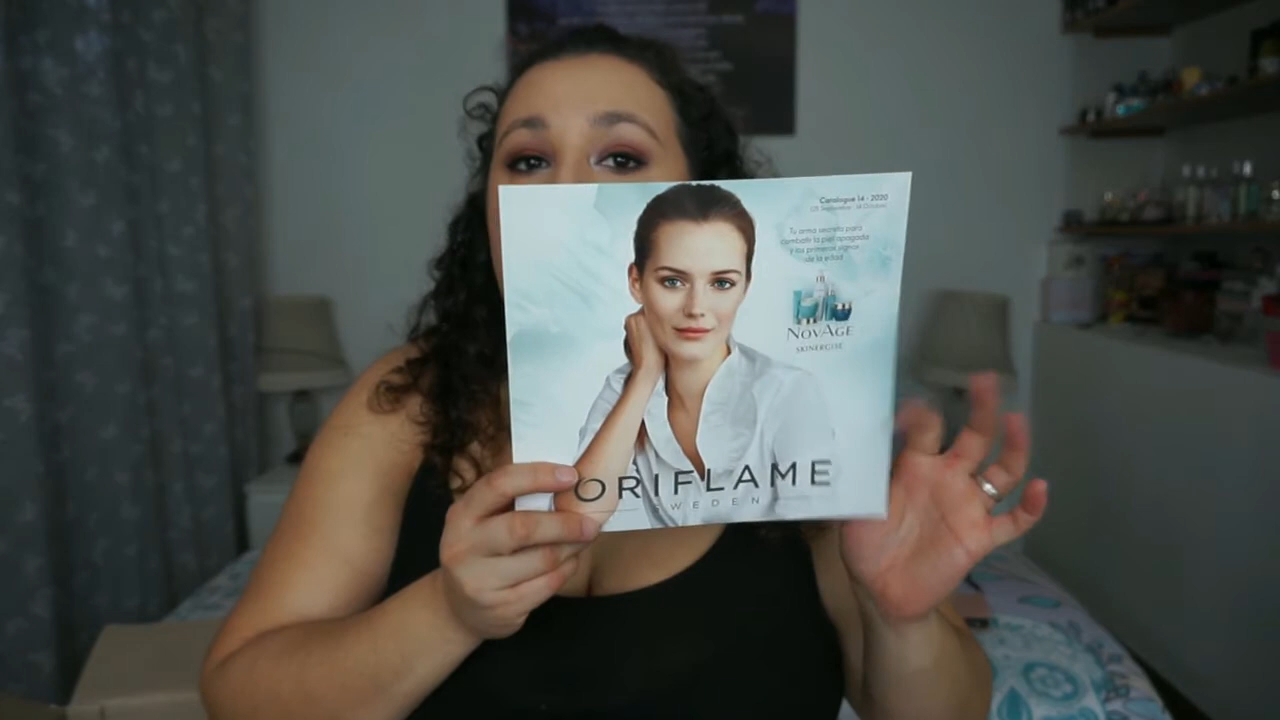 Catalogue 14 - 2020
Tu arma secreta para
combatir la piel apagada
y los primeros signos
de la edad
NOVAGE
SKINERGISE
ORIFLAME
SWEDEN